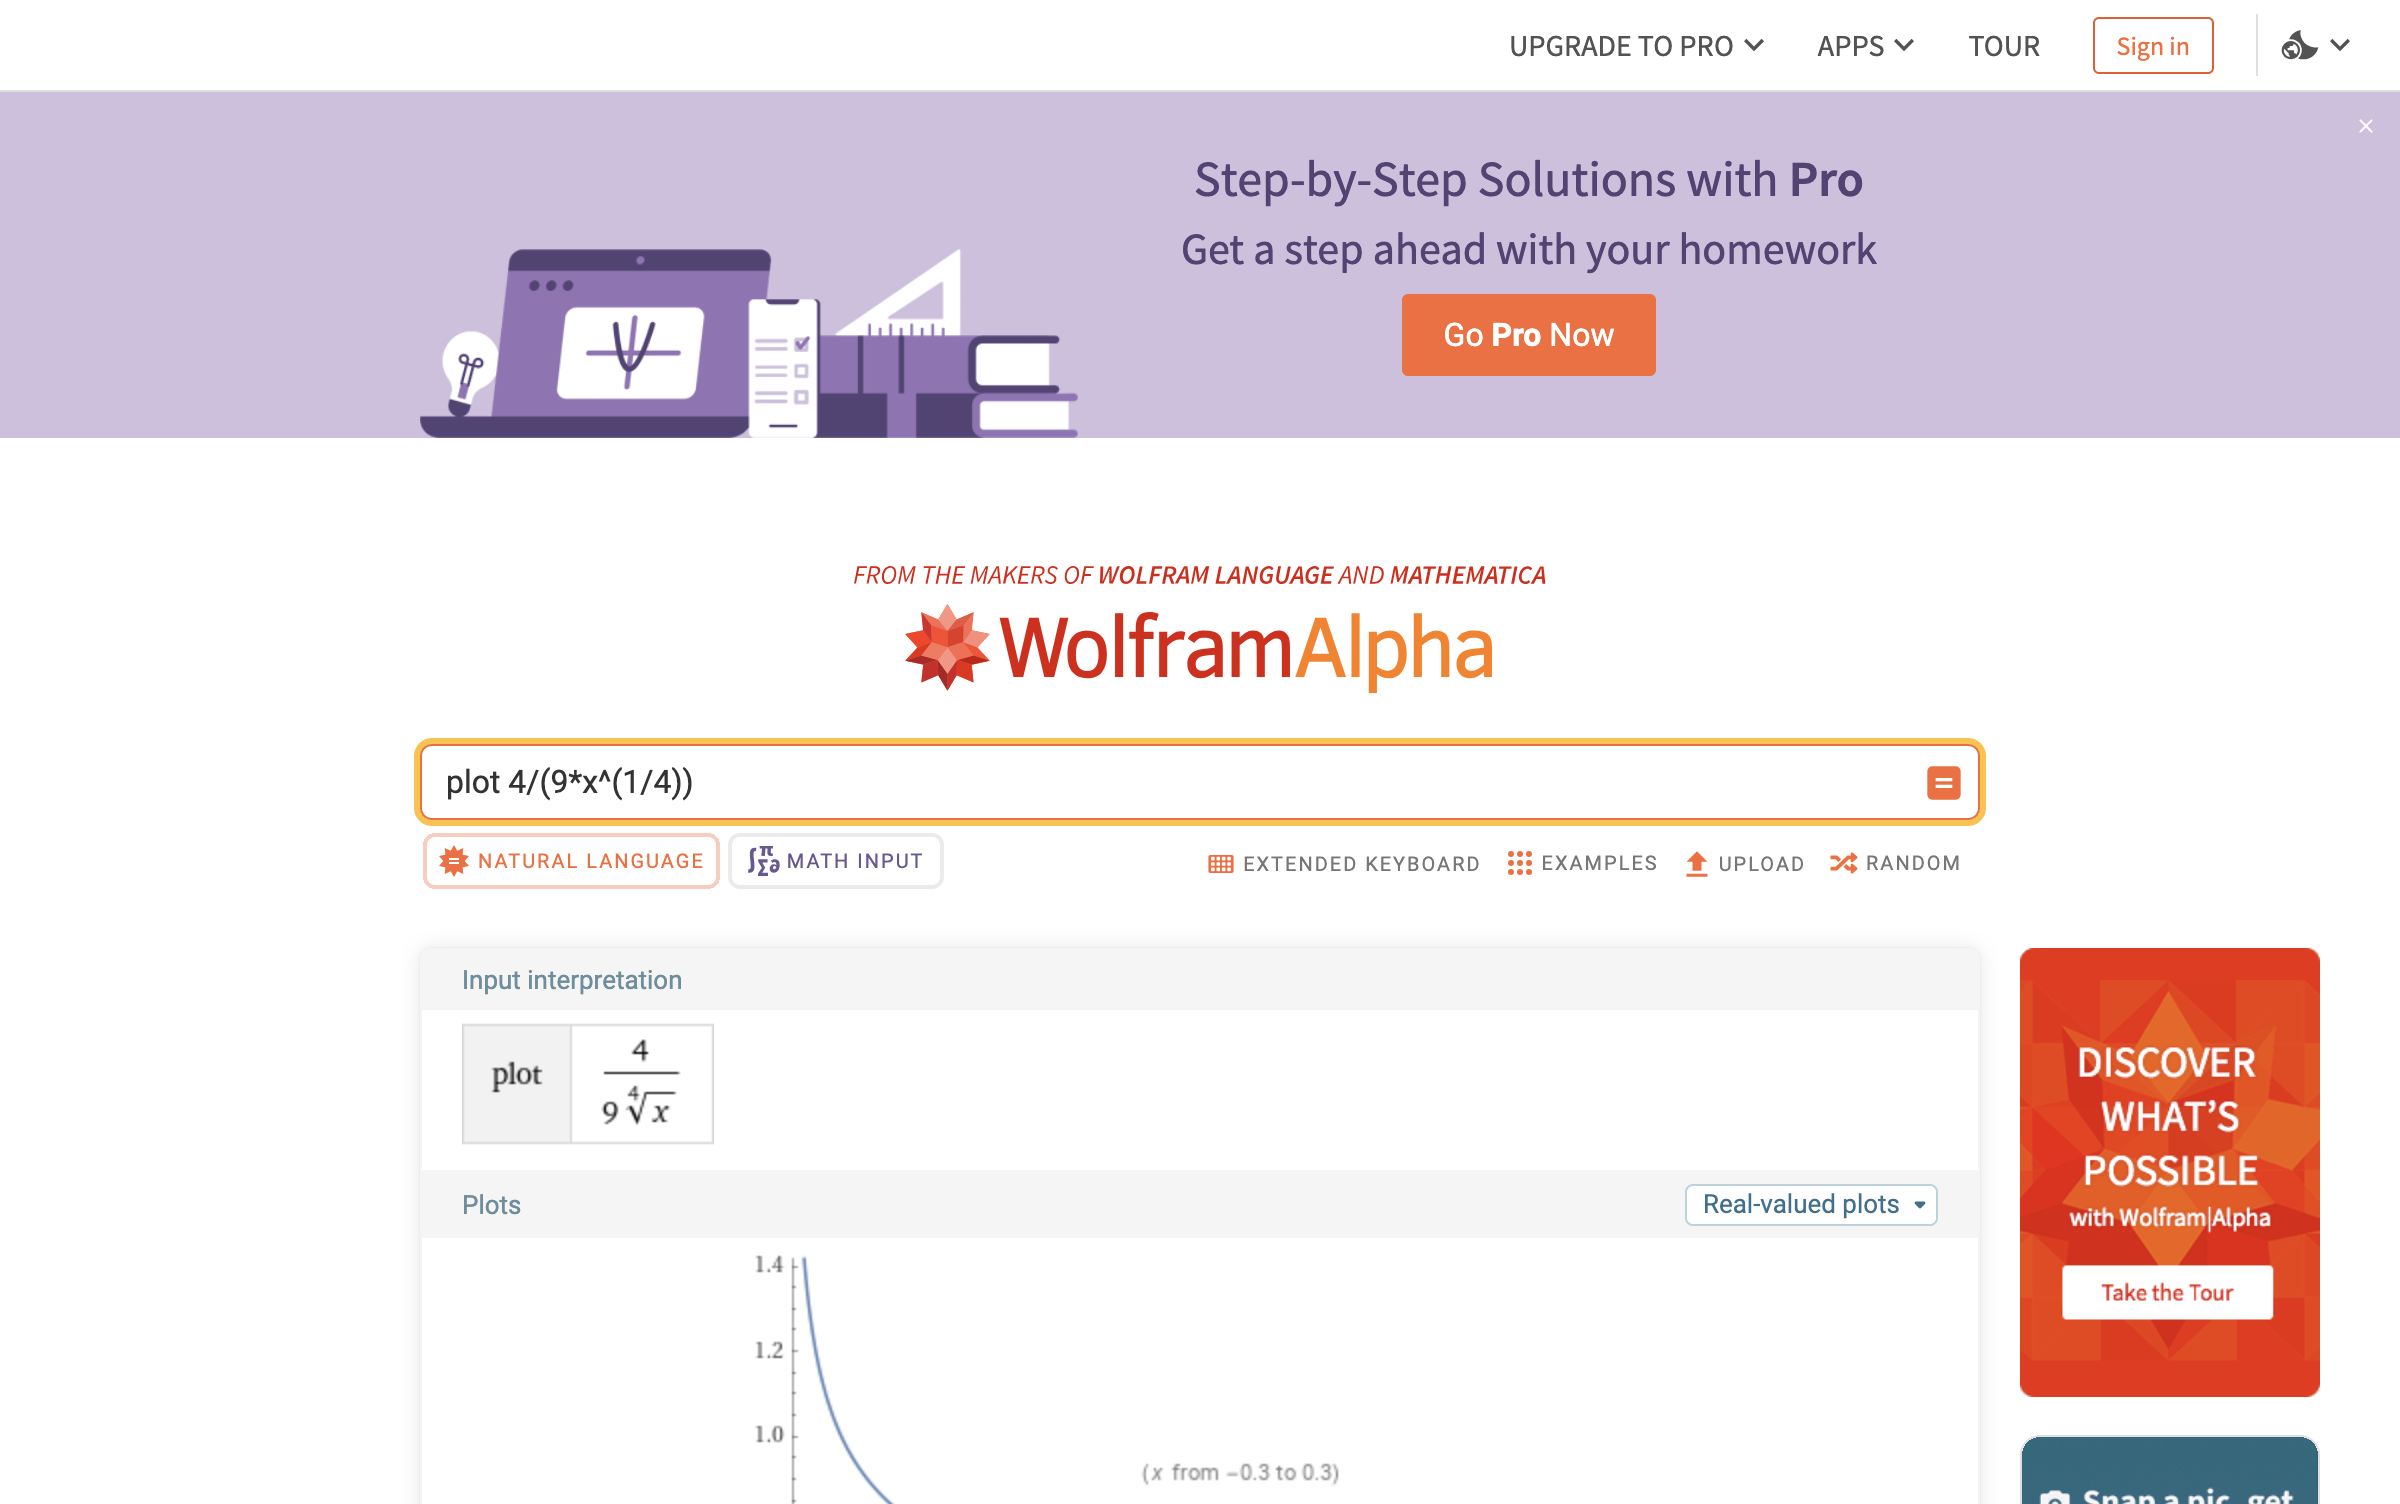 UPGRADE TO PRO APPS TOUR Sign in
Step-by-Step Solutions with Pro
Get a step ahead with your homework
Go Pro Now
FROM THE MAKERS OF WOLFRAM LANGUAGE AND MATHEMATICA
WolframAlpha
plot 4/(9*x^(1/4))
NATURAL LANGUAGE MATH INPUT EXTENDED KEYBOARD EXAMPLES UPLOAD RANDOM
Input interpretation
plot 4/(9 ∜x)
Plots Real-valued plots
1.4
1.2
1.0
(x from −0.3 to 0.3)
DISCOVER
WHAT'S
POSSIBLE
with Wolfram|Alpha
Take the Tour
Snap a pic, get